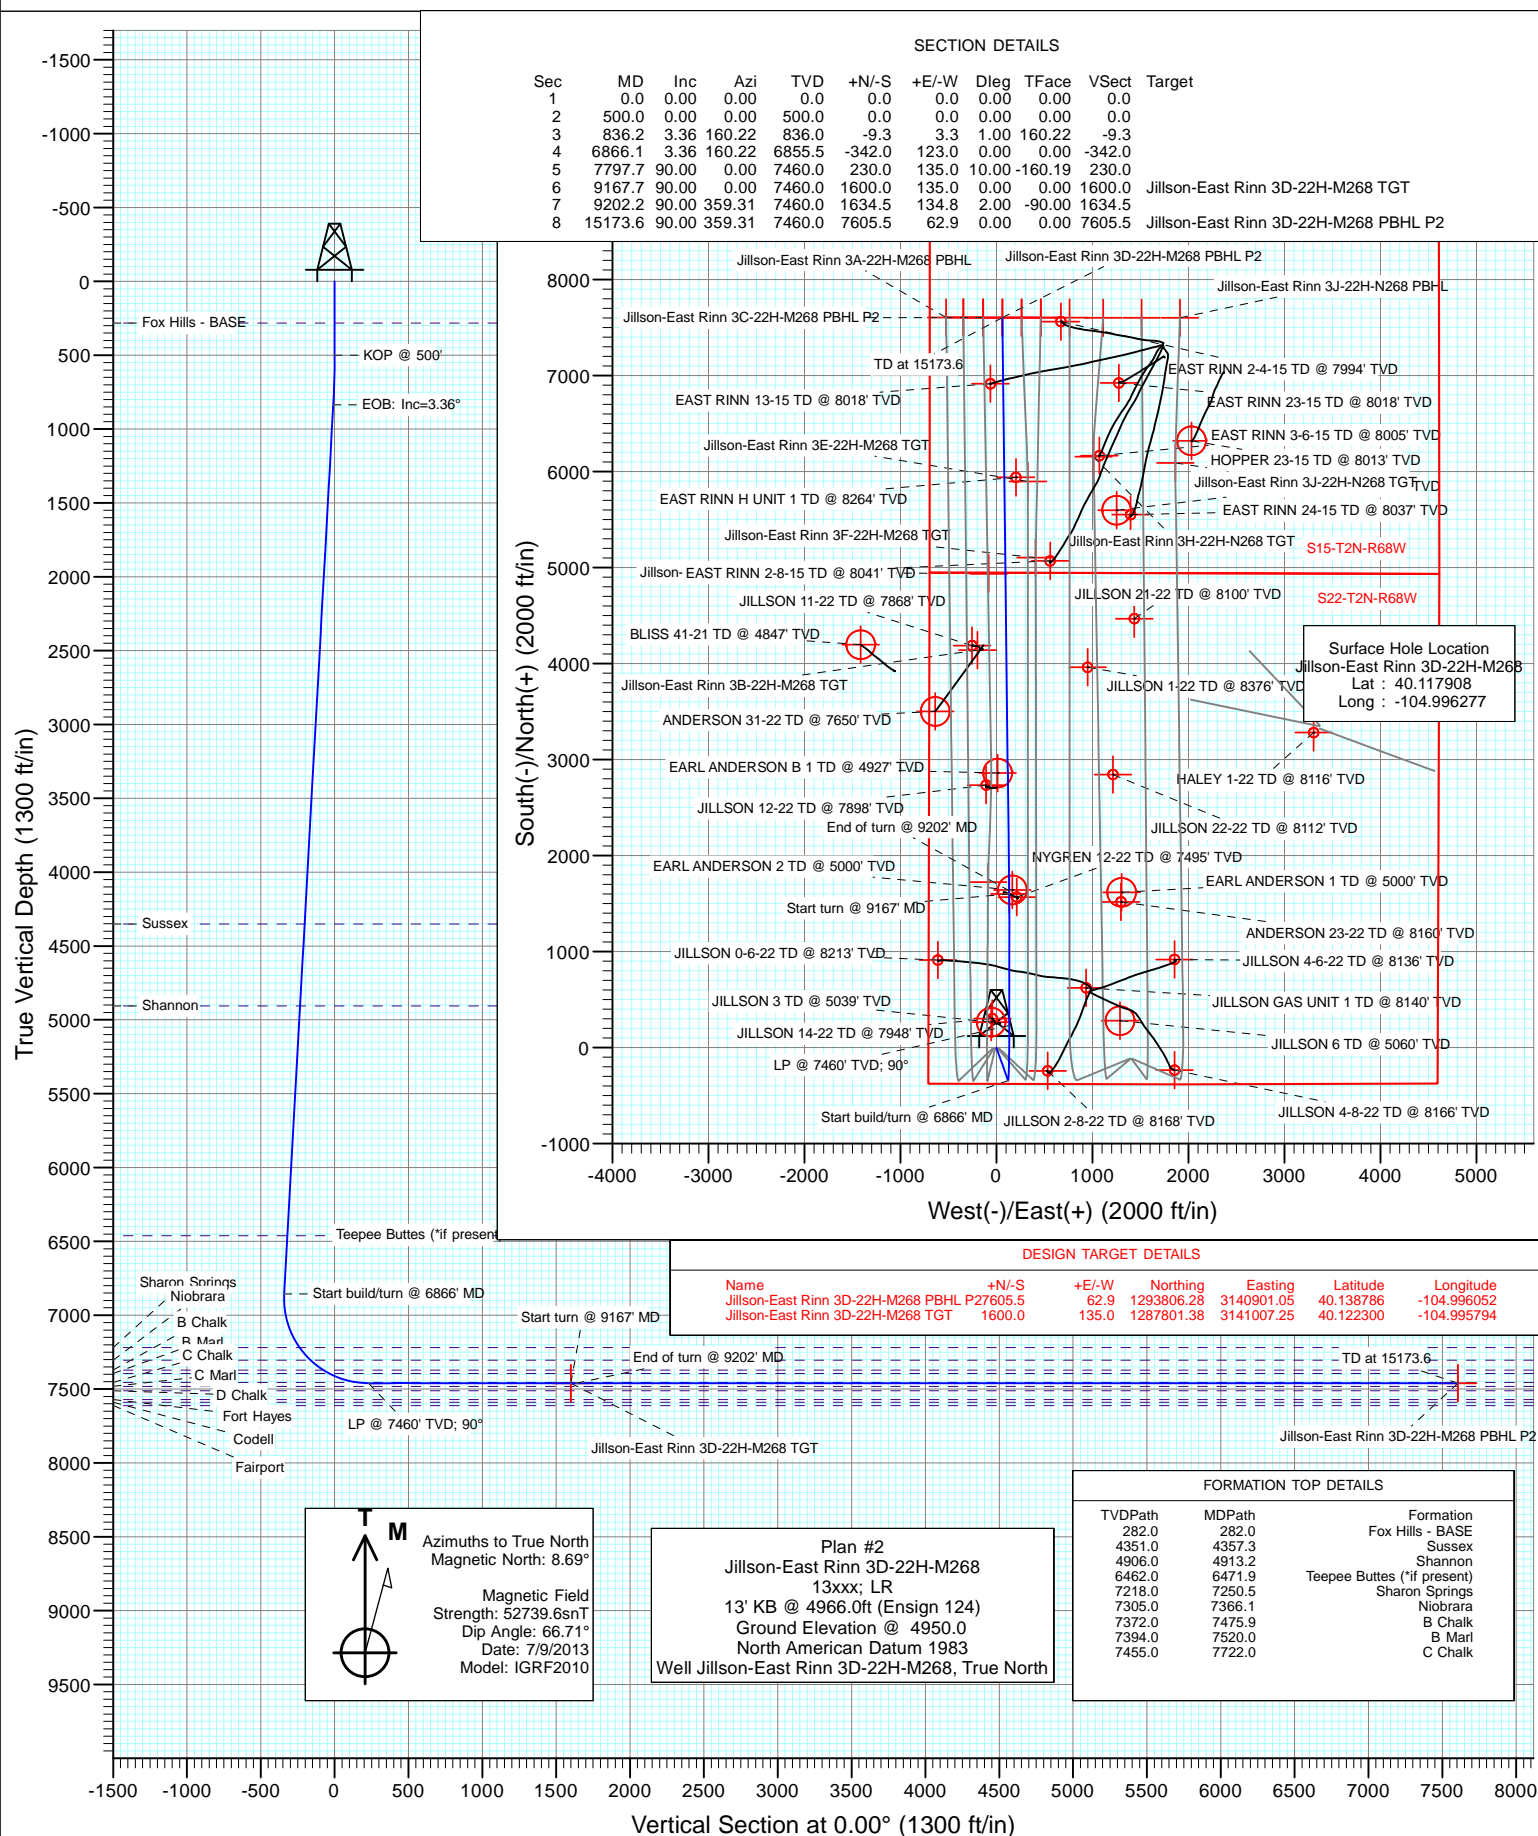 SECTION DETAILS
Sec MD Inc Azi TVD +N/-S +E/-W Dleg TFace VSect Target
1 0.0 0.00 0.00 0.0 0.0 0.0 0.00 0.00 0.0
2 500.0 0.00 0.00 500.0 0.0 0.0 0.00 0.00 0.0
3 836.2 3.36 160.22 836.0 -9.3 3.3 1.00 160.22 -9.3
4 6866.1 3.36 160.22 6855.5 -342.0 123.0 0.00 0.00 -342.0
5 7797.7 90.00 0.00 7460.0 230.0 135.0 10.00 -160.19 230.0
6 9167.7 90.00 0.00 7460.0 1600.0 135.0 0.00 0.00 1600.0 Jillson-East Rinn 3D-22H-M268 TGT
7 9202.2 90.00 359.31 7460.0 1634.5 134.8 2.00 -90.00 1634.5
8 15173.6 90.00 359.31 7460.0 7605.5 62.9 0.00 0.00 7605.5 Jillson-East Rinn 3D-22H-M268 PBHL P2
True Vertical Depth (1300 ft/in)
-1500
-1000
-500
0
500
1000
1500
2000
2500
3000
3500
4000
4500
5000
5500
6000
6500
7000
7500
8000
8500
9000
9500
Fox Hills - BASE
KOP @ 500'
EOB: Inc=3.36°
Sussex
Shannon
Teepee Buttes (*if present
Sharon Springs
Niobrara
B Chalk
B Marl
C Chalk
C Marl
D Chalk
Fort Hayes
Codell
Fairport
Start build/turn @ 6866' MD
LP @ 7460' TVD; 90°
Start turn @ 9167' MD
End of turn @ 9202' MD
Jillson-East Rinn 3D-22H-M268 TGT
TD at 15173.6
Jillson-East Rinn 3D-22H-M268 PBHL P2
-1500 -1000 -500 0 500 1000 1500 2000 2500 3000 3500 4000 4500 5000 5500 6000 6500 7000 7500 8000
Vertical Section at 0.00° (1300 ft/in)
South(-)/North(+) (2000 ft/in)
8000
7000
6000
5000
4000
3000
2000
1000
0
-1000
-4000 -3000 -2000 -1000 0 1000 2000 3000 4000 5000
West(-)/East(+) (2000 ft/in)
Jillson-East Rinn 3A-22H-M268 PBHL
Jillson-East Rinn 3D-22H-M268 PBHL P2
Jillson-East Rinn 3J-22H-N268 PBHL
Jillson-East Rinn 3C-22H-M268 PBHL P2
TD at 15173.6
EAST RINN 2-4-15 TD @ 7994' TVD
EAST RINN 13-15 TD @ 8018' TVD
EAST RINN 23-15 TD @ 8018' TVD
EAST RINN 3-6-15 TD @ 8005' TVD
Jillson-East Rinn 3E-22H-M268 TGT
HOPPER 23-15 TD @ 8013' TVD
Jillson-East Rinn 3J-22H-N268 TGT
TVD
EAST RINN H UNIT 1 TD @ 8264' TVD
EAST RINN 24-15 TD @ 8037' TVD
Jillson-East Rinn 3F-22H-M268 TGT
Jillson-East Rinn 3H-22H-N268 TGT
S15-T2N-R68W
Jillson- EAST RINN 2-8-15 TD @ 8041' TVD
JILLSON 11-22 TD @ 7868' TVD
JILLSON 21-22 TD @ 8100' TVD
S22-T2N-R68W
BLISS 41-21 TD @ 4847' TVD
Jillson-East Rinn 3B-22H-M268 TGT
JILLSON 1-22 TD @ 8376' TVD
ANDERSON 31-22 TD @ 7650' TVD
EARL ANDERSON B 1 TD @ 4927' TVD
HALEY 1-22 TD @ 8116' TVD
JILLSON 12-22 TD @ 7898' TVD
End of turn @ 9202' MD
JILLSON 22-22 TD @ 8112' TVD
NYGREN 12-22 TD @ 7495' TVD
EARL ANDERSON 2 TD @ 5000' TVD
EARL ANDERSON 1 TD @ 5000' TVD
Start turn @ 9167' MD
ANDERSON 23-22 TD @ 8160' TVD
JILLSON 0-6-22 TD @ 8213' TVD
JILLSON 4-6-22 TD @ 8136' TVD
JILLSON 3 TD @ 5039' TVD
JILLSON GAS UNIT 1 TD @ 8140' TVD
JILLSON 14-22 TD @ 7948' TVD
JILLSON 6 TD @ 5060' TVD
LP @ 7460' TVD; 90°
Start build/turn @ 6866' MD
JILLSON 2-8-22 TD @ 8168' TVD
JILLSON 4-8-22 TD @ 8166' TVD
Surface Hole Location
Jillson-East Rinn 3D-22H-M268
Lat : 40.117908
Long : -104.996277
DESIGN TARGET DETAILS
Name +N/-S +E/-W Northing Easting Latitude Longitude
Jillson-East Rinn 3D-22H-M268 PBHL P27605.5 62.9 1293806.28 3140901.05 40.138786 -104.996052
Jillson-East Rinn 3D-22H-M268 TGT 1600.0 135.0 1287801.38 3141007.25 40.122300 -104.995794
T M
Azimuths to True North
Magnetic North: 8.69°
Magnetic Field
Strength: 52739.6snT
Dip Angle: 66.71°
Date: 7/9/2013
Model: IGRF2010
Plan #2
Jillson-East Rinn 3D-22H-M268
13xxx; LR
13' KB @ 4966.0ft (Ensign 124)
Ground Elevation @ 4950.0
North American Datum 1983
Well Jillson-East Rinn 3D-22H-M268, True North
FORMATION TOP DETAILS
TVDPath MDPath Formation
282.0 282.0 Fox Hills - BASE
4351.0 4357.3 Sussex
4906.0 4913.2 Shannon
6462.0 6471.9 Teepee Buttes (*if present)
7218.0 7250.5 Sharon Springs
7305.0 7366.1 Niobrara
7372.0 7475.9 B Chalk
7394.0 7520.0 B Marl
7455.0 7722.0 C Chalk